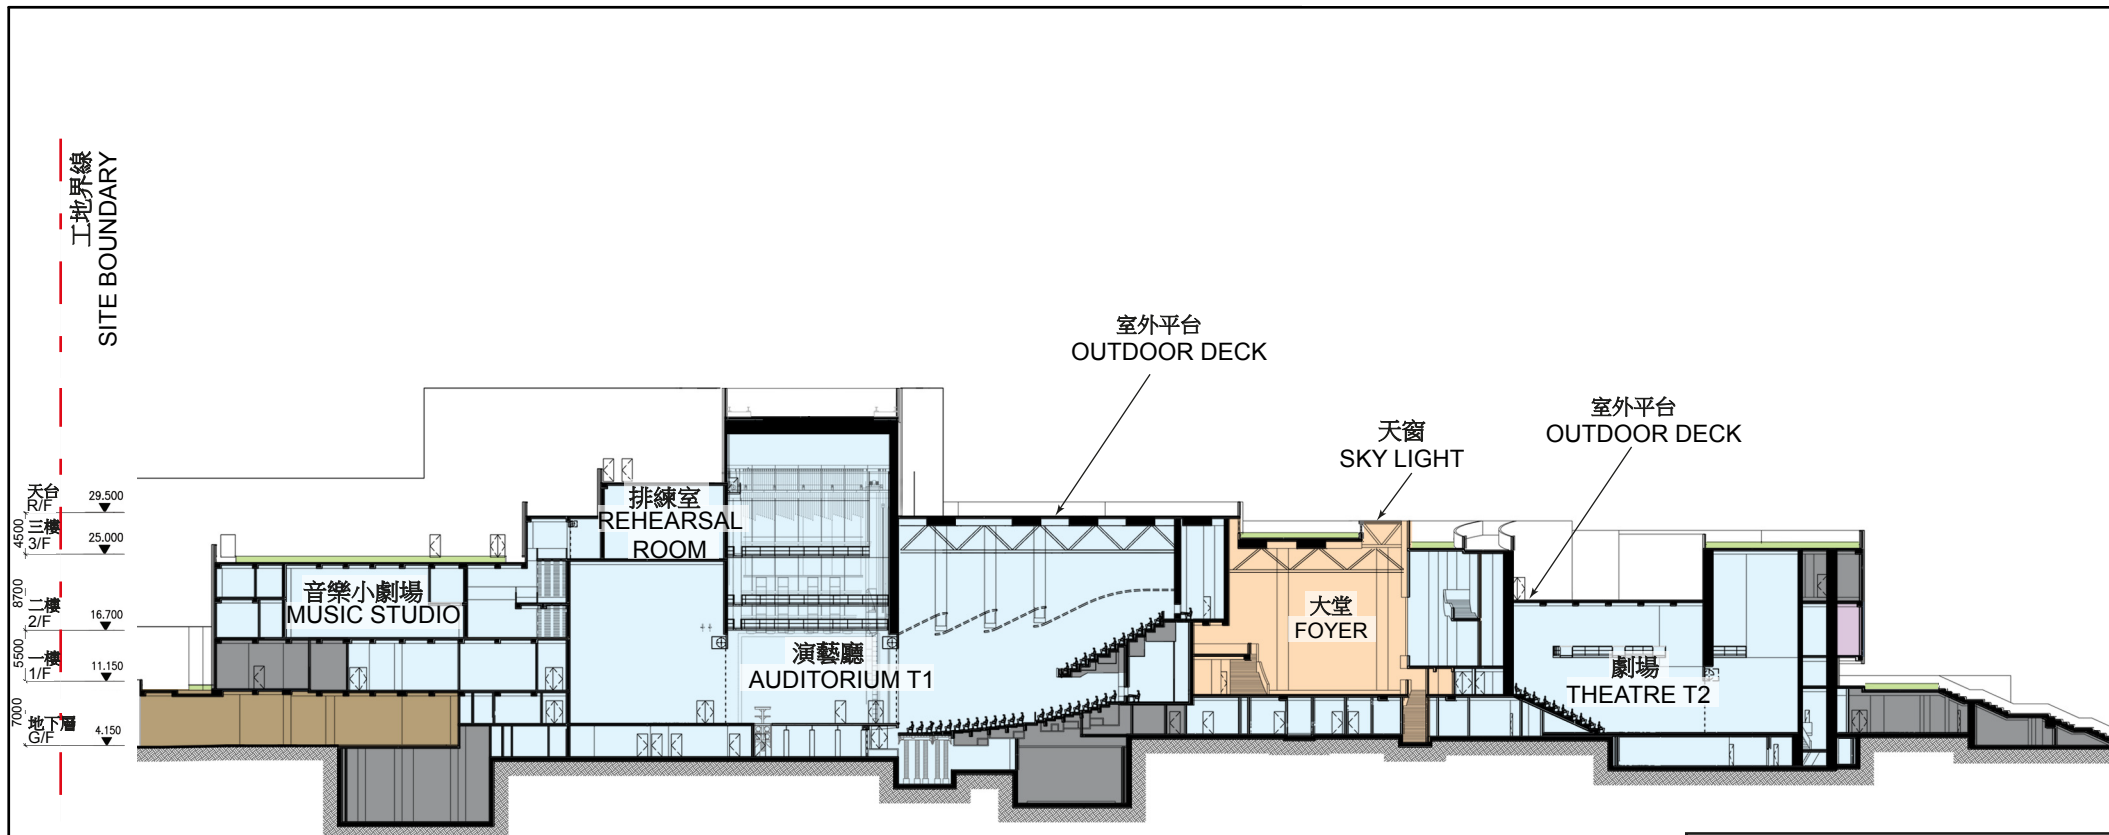 工地界線
SITE BOUNDARY
室外平台
OUTDOOR DECK
室外平台
OUTDOOR DECK
天窗
SKY LIGHT
天台
R/F
29.500
4500
三樓
3/F
25.000
8700
二樓
2/F
16.700
5500
一樓
1/F
11.150
7000
地下層
G/F
4.150
排練室
REHEARSAL
ROOM
音樂小劇場
MUSIC STUDIO
演藝廳
AUDITORIUM T1
大堂
FOYER
劇場
THEATRE T2